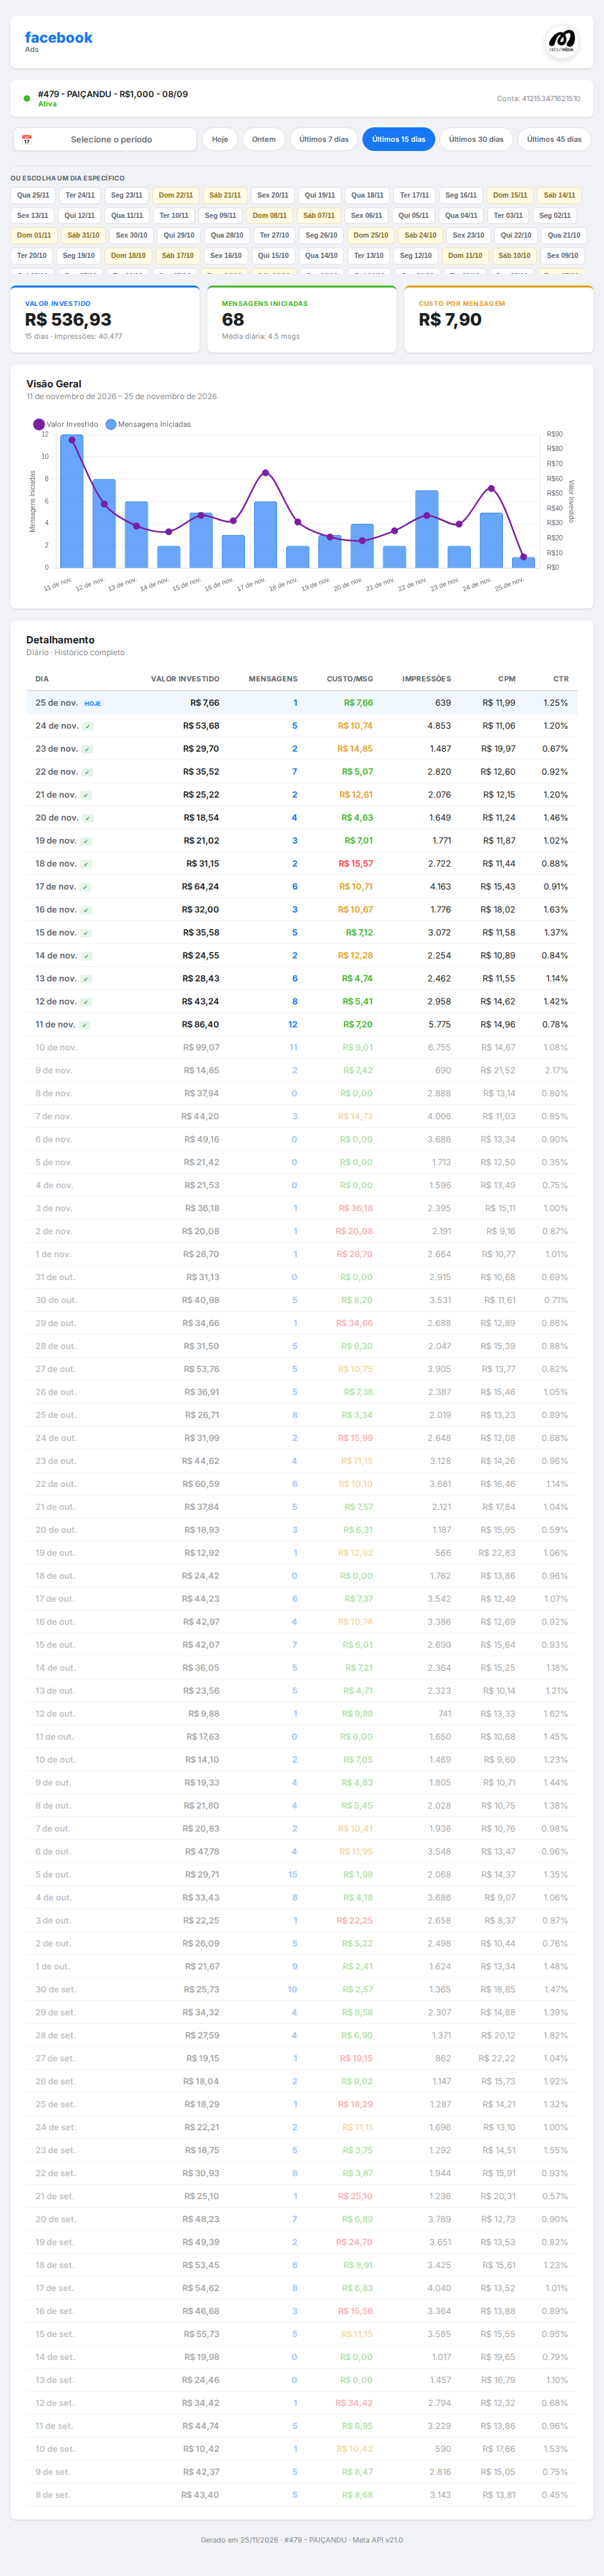 facebook
Ads
#479 - PAIÇANDU - R$1,000 - 08/09
Ativa
Conta: 412153471621510
Selecione o período
Hoje
Ontem
Últimos 7 dias
Últimos 15 dias
Últimos 30 dias
Últimos 45 dias
OU ESCOLHA UM DIA ESPECÍFICO
Qua 25/11 Ter 24/11 Seg 23/11 Dom 22/11 Sáb 21/11 Sex 20/11 Qui 19/11 Qua 18/11 Ter 17/11 Seg 16/11 Dom 15/11 Sáb 14/11
Sex 13/11 Qui 12/11 Qua 11/11 Ter 10/11 Seg 09/11 Dom 08/11 Sáb 07/11 Sex 06/11 Qui 05/11 Qua 04/11 Ter 03/11 Seg 02/11
Dom 01/11 Sáb 31/10 Sex 30/10 Qui 29/10 Qua 28/10 Ter 27/10 Seg 26/10 Dom 25/10 Sáb 24/10 Sex 23/10 Qui 22/10 Qua 21/10
Ter 20/10 Seg 19/10 Dom 18/10 Sáb 17/10 Sex 16/10 Qui 15/10 Qua 14/10 Ter 13/10 Seg 12/10 Dom 11/10 Sáb 10/10 Sex 09/10
VALOR INVESTIDO
R$ 536,93
15 dias · Impressões: 40.477
MENSAGENS INICIADAS
68
Média diária: 4.5 msgs
CUSTO POR MENSAGEM
R$ 7,90
Visão Geral
11 de novembro de 2026 – 25 de novembro de 2026
Valor Investido Mensagens Iniciadas
Mensagens Iniciadas
12
10
8
6
4
2
0
R$90
R$80
R$70
R$60
R$50
R$40
R$30
R$20
R$10
R$0
Valor Investido
11 de nov. 12 de nov. 13 de nov. 14 de nov. 15 de nov. 16 de nov. 17 de nov. 18 de nov. 19 de nov. 20 de nov. 21 de nov. 22 de nov. 23 de nov. 24 de nov. 25 de nov.
Detalhamento
Diário · Histórico completo
DIA VALOR INVESTIDO MENSAGENS CUSTO/MSG IMPRESSÕES CPM CTR
25 de nov. HOJE R$ 7,66 1 R$ 7,66 639 R$ 11,99 1.25%
24 de nov. ✓ R$ 53,68 5 R$ 10,74 4.853 R$ 11,06 1.20%
23 de nov. ✓ R$ 29,70 2 R$ 14,85 1.487 R$ 19,97 0.67%
22 de nov. ✓ R$ 35,52 7 R$ 5,07 2.820 R$ 12,60 0.92%
21 de nov. ✓ R$ 25,22 2 R$ 12,61 2.076 R$ 12,15 1.20%
20 de nov. ✓ R$ 18,54 4 R$ 4,63 1.649 R$ 11,24 1.46%
19 de nov. ✓ R$ 21,02 3 R$ 7,01 1.771 R$ 11,87 1.02%
18 de nov. ✓ R$ 31,15 2 R$ 15,57 2.722 R$ 11,44 0.88%
17 de nov. ✓ R$ 64,24 6 R$ 10,71 4.163 R$ 15,43 0.91%
16 de nov. ✓ R$ 32,00 3 R$ 10,67 1.776 R$ 18,02 1.63%
15 de nov. ✓ R$ 35,58 5 R$ 7,12 3.072 R$ 11,58 1.37%
14 de nov. ✓ R$ 24,55 2 R$ 12,28 2.254 R$ 10,89 0.84%
13 de nov. ✓ R$ 28,43 6 R$ 4,74 2.462 R$ 11,55 1.14%
12 de nov. ✓ R$ 43,24 8 R$ 5,41 2.958 R$ 14,62 1.42%
11 de nov. ✓ R$ 86,40 12 R$ 7,20 5.775 R$ 14,96 0.78%
10 de nov. R$ 99,07 11 R$ 9,01 6.755 R$ 14,67 1.08%
9 de nov. R$ 14,85 2 R$ 7,42 690 R$ 21,52 2.17%
8 de nov. R$ 37,94 0 R$ 0,00 2.888 R$ 13,14 0.80%
7 de nov. R$ 44,20 3 R$ 14,73 4.006 R$ 11,03 0.85%
6 de nov. R$ 49,16 0 R$ 0,00 3.686 R$ 13,34 0.90%
5 de nov. R$ 21,42 0 R$ 0,00 1.713 R$ 12,50 0.35%
4 de nov. R$ 21,53 0 R$ 0,00 1.596 R$ 13,49 0.75%
3 de nov. R$ 36,18 1 R$ 36,18 2.395 R$ 15,11 1.00%
2 de nov. R$ 20,08 1 R$ 20,08 2.191 R$ 9,16 0.87%
1 de nov. R$ 28,70 1 R$ 28,70 2.664 R$ 10,77 1.01%
31 de out. R$ 31,13 0 R$ 0,00 2.915 R$ 10,68 0.69%
30 de out. R$ 40,98 5 R$ 8,20 3.531 R$ 11,61 0.71%
29 de out. R$ 34,66 1 R$ 34,66 2.688 R$ 12,89 0.86%
28 de out. R$ 31,50 5 R$ 6,30 2.047 R$ 15,39 0.88%
27 de out. R$ 53,76 5 R$ 10,75 3.905 R$ 13,77 0.82%
26 de out. R$ 36,91 5 R$ 7,38 2.387 R$ 15,46 1.05%
25 de out. R$ 26,71 8 R$ 3,34 2.019 R$ 13,23 0.89%
24 de out. R$ 31,99 2 R$ 15,99 2.648 R$ 12,08 0.68%
23 de out. R$ 44,62 4 R$ 11,15 3.128 R$ 14,26 0.96%
22 de out. R$ 60,59 6 R$ 10,10 3.681 R$ 16,46 1.14%
21 de out. R$ 37,84 5 R$ 7,57 2.121 R$ 17,84 1.04%
20 de out. R$ 18,93 3 R$ 6,31 1.187 R$ 15,95 0.59%
19 de out. R$ 12,92 1 R$ 12,92 566 R$ 22,83 1.06%
18 de out. R$ 24,42 0 R$ 0,00 1.762 R$ 13,86 0.96%
17 de out. R$ 44,23 6 R$ 7,37 3.542 R$ 12,49 1.07%
16 de out. R$ 42,97 4 R$ 10,74 3.386 R$ 12,69 0.92%
15 de out. R$ 42,07 7 R$ 6,01 2.690 R$ 15,64 0.93%
14 de out. R$ 36,05 5 R$ 7,21 2.364 R$ 15,25 1.18%
13 de out. R$ 23,56 5 R$ 4,71 2.323 R$ 10,14 1.21%
12 de out. R$ 9,88 1 R$ 9,88 741 R$ 13,33 1.62%
11 de out. R$ 17,63 0 R$ 0,00 1.650 R$ 10,68 1.45%
10 de out. R$ 14,10 2 R$ 7,05 1.469 R$ 9,60 1.23%
9 de out. R$ 19,33 4 R$ 4,83 1.805 R$ 10,71 1.44%
8 de out. R$ 21,80 4 R$ 5,45 2.028 R$ 10,75 1.38%
7 de out. R$ 20,83 2 R$ 10,41 1.936 R$ 10,76 0.98%
6 de out. R$ 47,78 4 R$ 11,95 3.548 R$ 13,47 0.96%
5 de out. R$ 29,71 15 R$ 1,98 2.068 R$ 14,37 1.35%
4 de out. R$ 33,43 8 R$ 4,18 3.686 R$ 9,07 1.06%
3 de out. R$ 22,25 1 R$ 22,25 2.658 R$ 8,37 0.87%
2 de out. R$ 26,09 5 R$ 5,22 2.498 R$ 10,44 0.76%
1 de out. R$ 21,67 9 R$ 2,41 1.624 R$ 13,34 1.48%
30 de set. R$ 25,73 10 R$ 2,57 1.365 R$ 18,85 1.47%
29 de set. R$ 34,32 4 R$ 8,58 2.307 R$ 14,88 1.39%
28 de set. R$ 27,59 4 R$ 6,90 1.371 R$ 20,12 1.82%
27 de set. R$ 19,15 1 R$ 19,15 862 R$ 22,22 1.04%
26 de set. R$ 18,04 2 R$ 9,02 1.147 R$ 15,73 1.92%
25 de set. R$ 18,29 1 R$ 18,29 1.287 R$ 14,21 1.32%
24 de set. R$ 22,21 2 R$ 11,11 1.696 R$ 13,10 1.00%
23 de set. R$ 18,75 5 R$ 3,75 1.292 R$ 14,51 1.55%
22 de set. R$ 30,93 8 R$ 3,87 1.944 R$ 15,91 0.93%
21 de set. R$ 25,10 1 R$ 25,10 1.236 R$ 20,31 0.57%
20 de set. R$ 48,23 7 R$ 6,89 3.789 R$ 12,73 0.90%
19 de set. R$ 49,39 2 R$ 24,70 3.651 R$ 13,53 0.82%
18 de set. R$ 53,45 6 R$ 8,91 3.425 R$ 15,61 1.23%
17 de set. R$ 54,62 8 R$ 6,83 4.040 R$ 13,52 1.01%
16 de set. R$ 46,68 3 R$ 15,56 3.364 R$ 13,88 0.89%
15 de set. R$ 55,73 5 R$ 11,15 3.585 R$ 15,55 0.95%
14 de set. R$ 19,98 0 R$ 0,00 1.017 R$ 19,65 0.79%
13 de set. R$ 24,46 0 R$ 0,00 1.457 R$ 16,79 1.10%
12 de set. R$ 34,42 1 R$ 34,42 2.794 R$ 12,32 0.68%
11 de set. R$ 44,74 5 R$ 8,95 3.229 R$ 13,86 0.96%
10 de set. R$ 10,42 1 R$ 10,42 590 R$ 17,66 1.53%
9 de set. R$ 42,37 5 R$ 8,47 2.816 R$ 15,05 0.75%
8 de set. R$ 43,40 5 R$ 8,68 3.143 R$ 13,81 0.45%
Gerado em 25/11/2026 · #479 - PAIÇANDU · Meta API v21.0